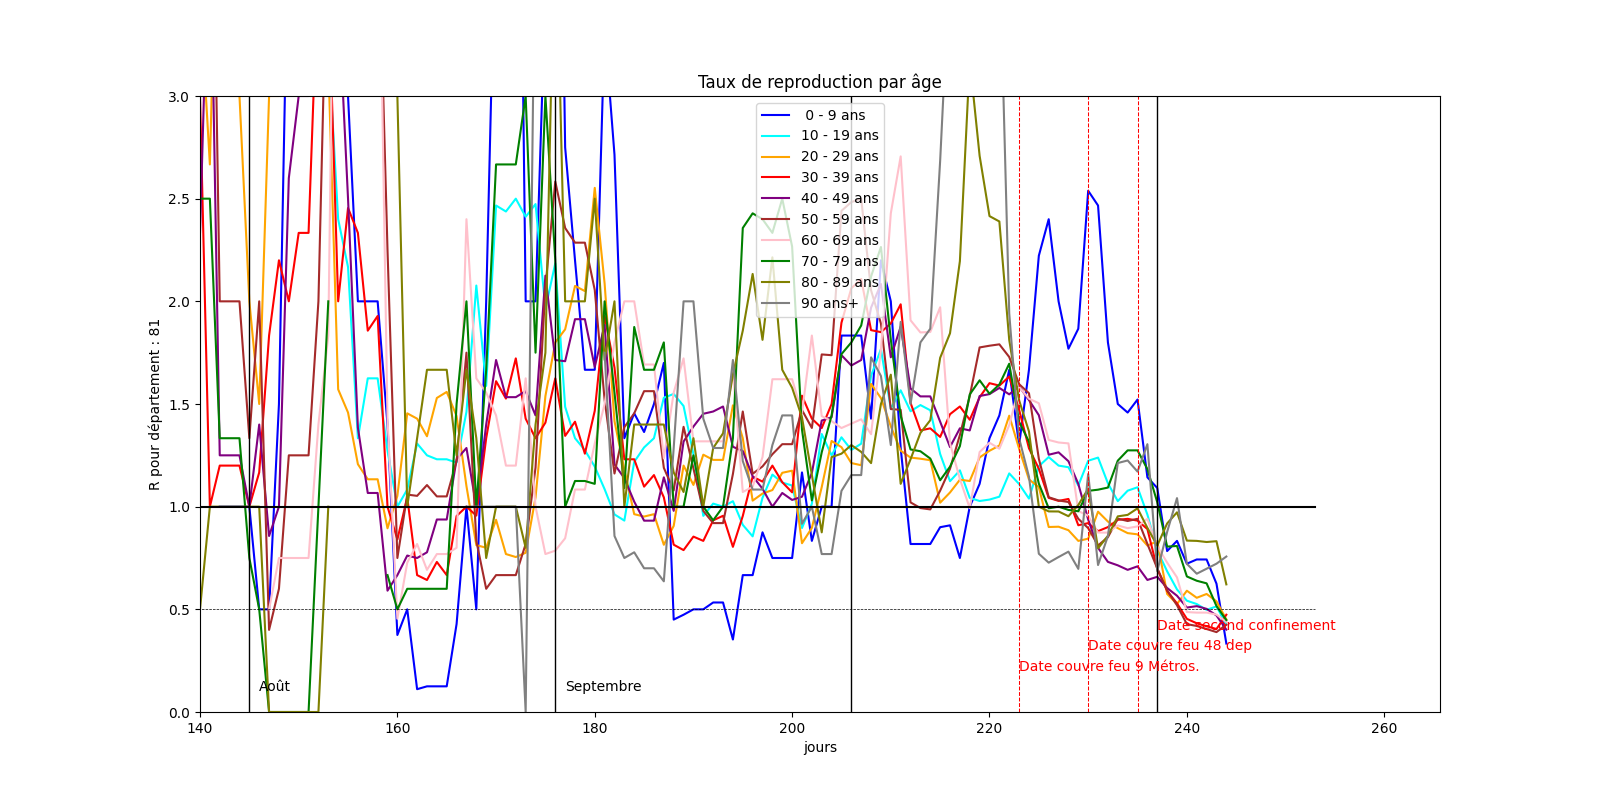 Taux de reproduction par âge
R pour département : 81
3.0
2.5
2.0
1.5
1.0
0.5
0.0
0 - 9 ans
10 - 19 ans
20 - 29 ans
30 - 39 ans
40 - 49 ans
50 - 59 ans
60 - 69 ans
70 - 79 ans
80 - 89 ans
90 ans+
Date second confinement
Date couvre feu 48 dep
Date couvre feu 9 Métros.
Août
Septembre
140 160 180 200 220 240 260
jours